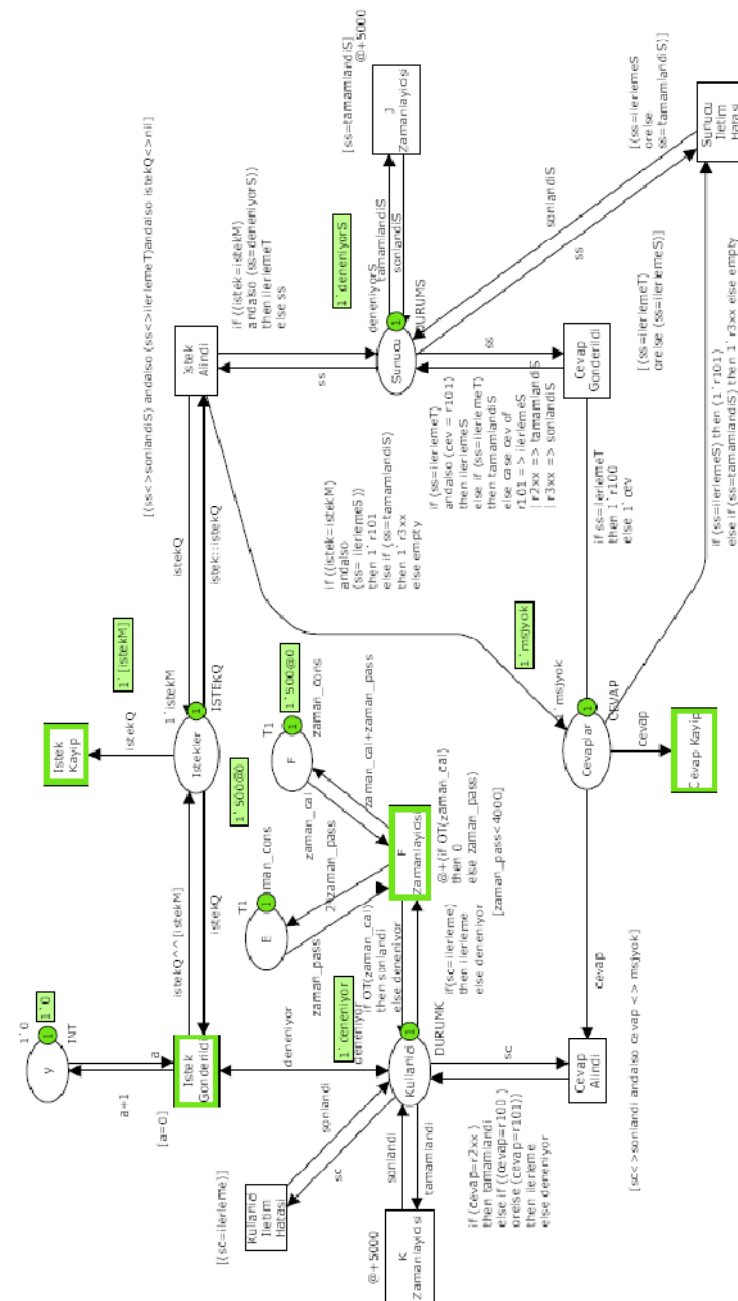 1`0
1`0
y
INT
a+1
a
[a=0]
Istek
Gonderildi
istekQ^^[istekM]
istekQ
Istek
Kayip
istekQ
1`[istekM]
1`istekM
Istekler
ISTEKQ
istekQ
istek::istekQ
[(ss<>sonlandiS) andalso (ss<>ilerlemeT)andalso istekQ<>nil]
Istek
Alindi
if ((istek=istekM)
andalso (ss=deneniyorS))
then ilerlemeT
else ss
ss
1`deneniyorS
deneniyorS
Sunucu
DURUMS
tamamlandiS
sonlandiS
[ss=tamamlandiS]
J
Zamanlayicisi
@+5000
T1
E
zaman_cons
1`500@0
T1
F
1`500@0
zaman_cons
zaman_pass
2*zaman_pass
zaman_cal
zaman_cal+zaman_pass
F
Zamanlayicisi
@+(if OT(zaman_cal)
then 0
else zaman_pass)
[zaman_pass<4000]
deneniyor
1`deneniyor
deneniyor
if OT(zaman_cal)
then sonlandi
else deneniyor
if(sc=ilerleme)
then ilerleme
else deneniyor
Kullanici
DURUMK
sonlandi
sc
Kullanici
Iletim
Hatasi
[(sc=ilerleme)]
@+5000
K
Zamanlayicisi
sonlandi
tamamlandi
sc
if (cevap=r2xx )
then tamamlandi
else if ((cevap=r100 )
orelse (cevap=r101))
then ilerleme
else deneniyor
Cevap
Alindi
[sc<>sonlandi andalso cevap <> msjyok]
cevap
1`msjyok
1`msjyok
Cevaplar
CEVAP
cevap
Cevap Kayip
if ((istek=istekM)
andalso
(ss= ilerlemeS ))
then 1`r101
else if (ss=tamamlandiS)
then 1`r3xx
else empty
if (ss=ilerlemeT)
andalso (cev = r101)
then ilerlemeS
else if (ss=ilerlemeT)
then tamamlandiS
else case cev of
r101 => ilerlemeS
|r2xx => tamamlandiS
|r3xx => sonlandiS
ss
Cevap
Gonderildi
[(ss=ilerlemeT)
orelse (ss=ilerlemeS)]
if ss=ilerlemeT
then 1`r100
else 1`cev
sonlandiS
ss
[(ss=ilerlemeS
orelse
ss=tamamlandiS)]
Sunucu
Iletim
Hatasi
if (ss=ilerlemeS) then (1`r101)
else if (ss=tamamlandiS) then 1`r3xx else empty